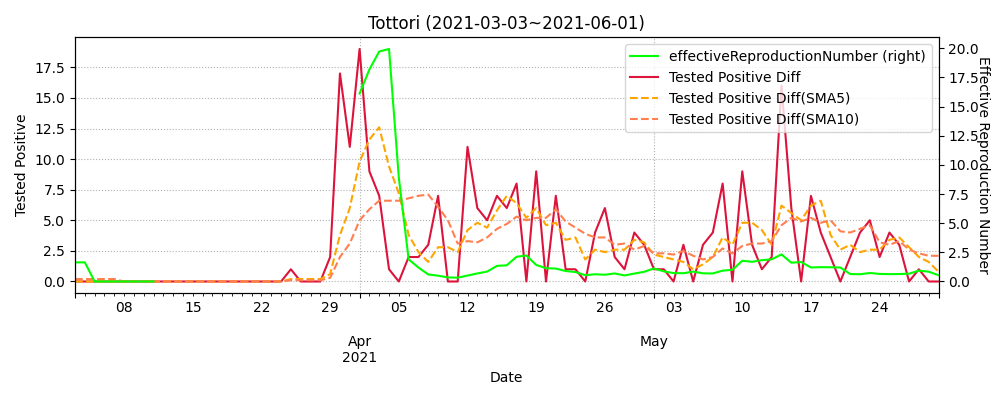 Tottori (2021-03-03~2021-06-01)
effectiveReproductionNumber (right)
Tested Positive Diff
Tested Positive Diff(SMA5)
Tested Positive Diff(SMA10)
Tested Positive
17.5
15.0
12.5
10.0
7.5
5.0
2.5
0.0
Effective Reproduction Number
20.0
17.5
15.0
12.5
10.0
7.5
5.0
2.5
0.0
08 15 22 29 05 12 19 26 03 10 17 24
Apr May
2021
Date